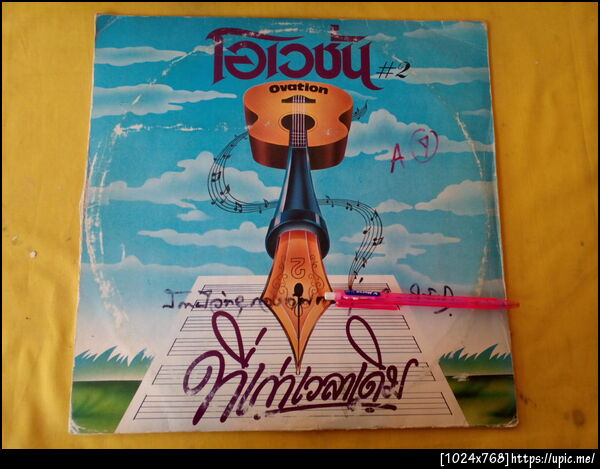 โอเวชั่น #2
Ovation
A A
2
ที่เก่าเวลาเดิม
[1024x768]https://upic.me/